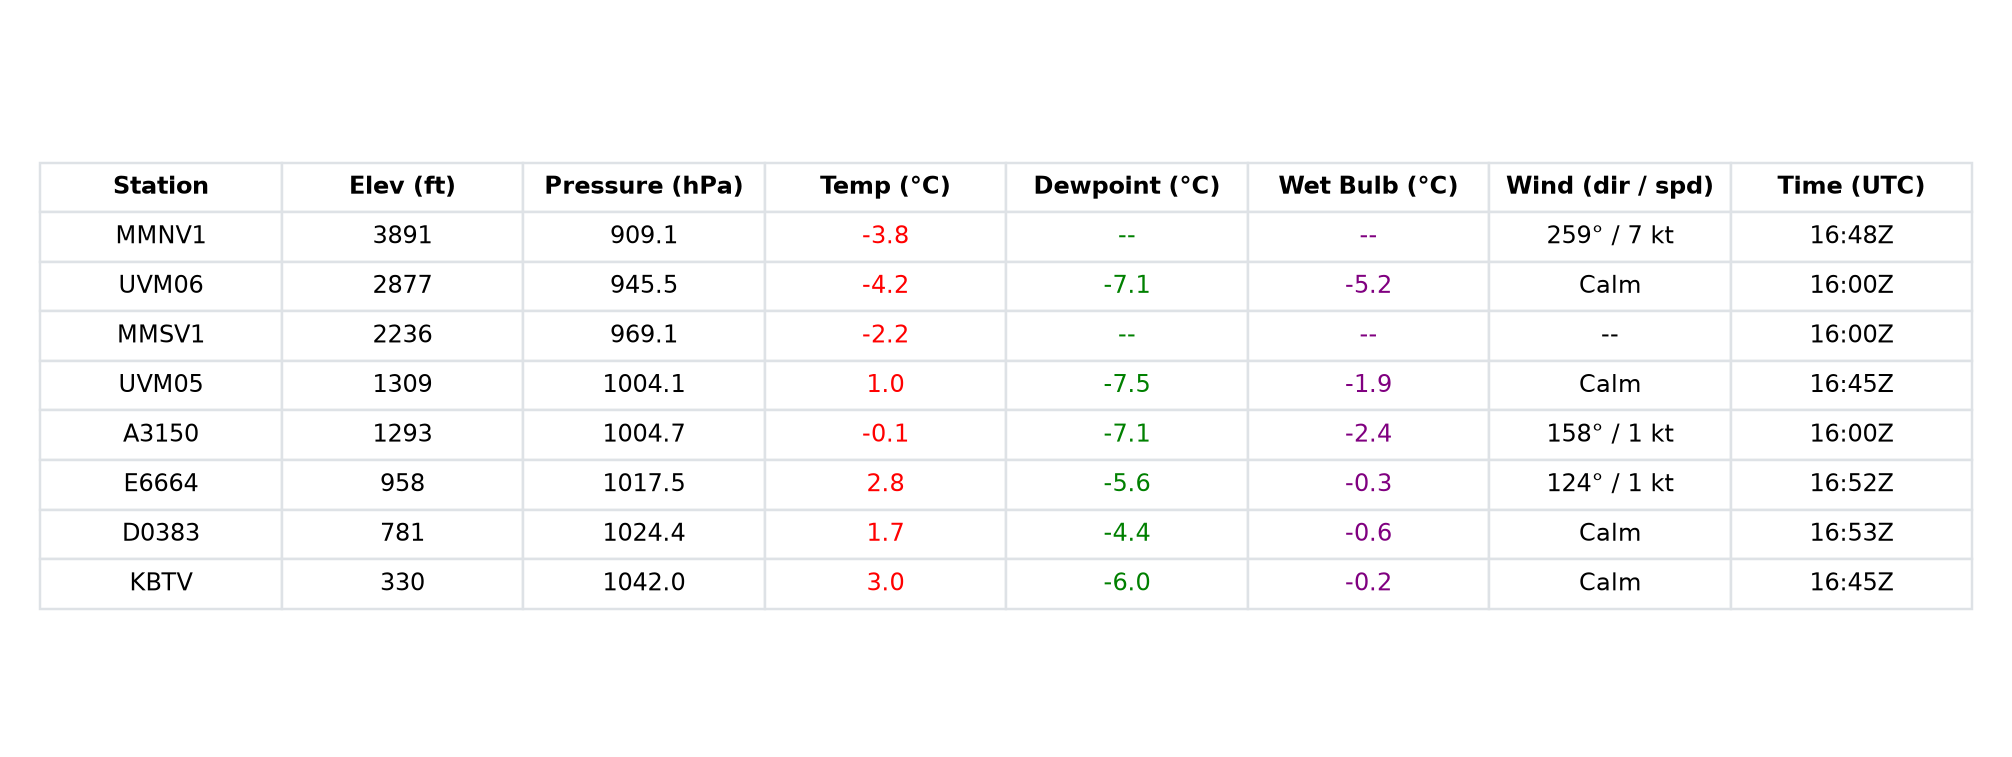 Station Elev (ft) Pressure (hPa) Temp (°C) Dewpoint (°C) Wet Bulb (°C) Wind (dir / spd) Time (UTC)
MMNV1 3891 909.1 -3.8 -- -- 259° / 7 kt 16:48Z
UVM06 2877 945.5 -4.2 -7.1 -5.2 Calm 16:00Z
MMSV1 2236 969.1 -2.2 -- -- -- 16:00Z
UVM05 1309 1004.1 1.0 -7.5 -1.9 Calm 16:45Z
A3150 1293 1004.7 -0.1 -7.1 -2.4 158° / 1 kt 16:00Z
E6664 958 1017.5 2.8 -5.6 -0.3 124° / 1 kt 16:52Z
D0383 781 1024.4 1.7 -4.4 -0.6 Calm 16:53Z
KBTV 330 1042.0 3.0 -6.0 -0.2 Calm 16:45Z